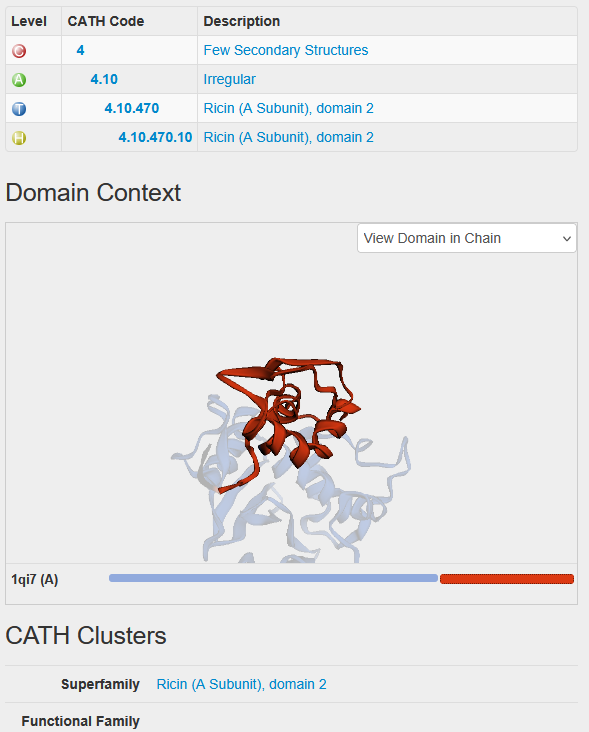 Level CATH Code Description
C 4 Few Secondary Structures
A 4.10 Irregular
T 4.10.470 Ricin (A Subunit), domain 2
H 4.10.470.10 Ricin (A Subunit), domain 2
Domain Context
View Domain in Chain
1qi7 (A)
CATH Clusters
Superfamily Ricin (A Subunit), domain 2
Functional Family